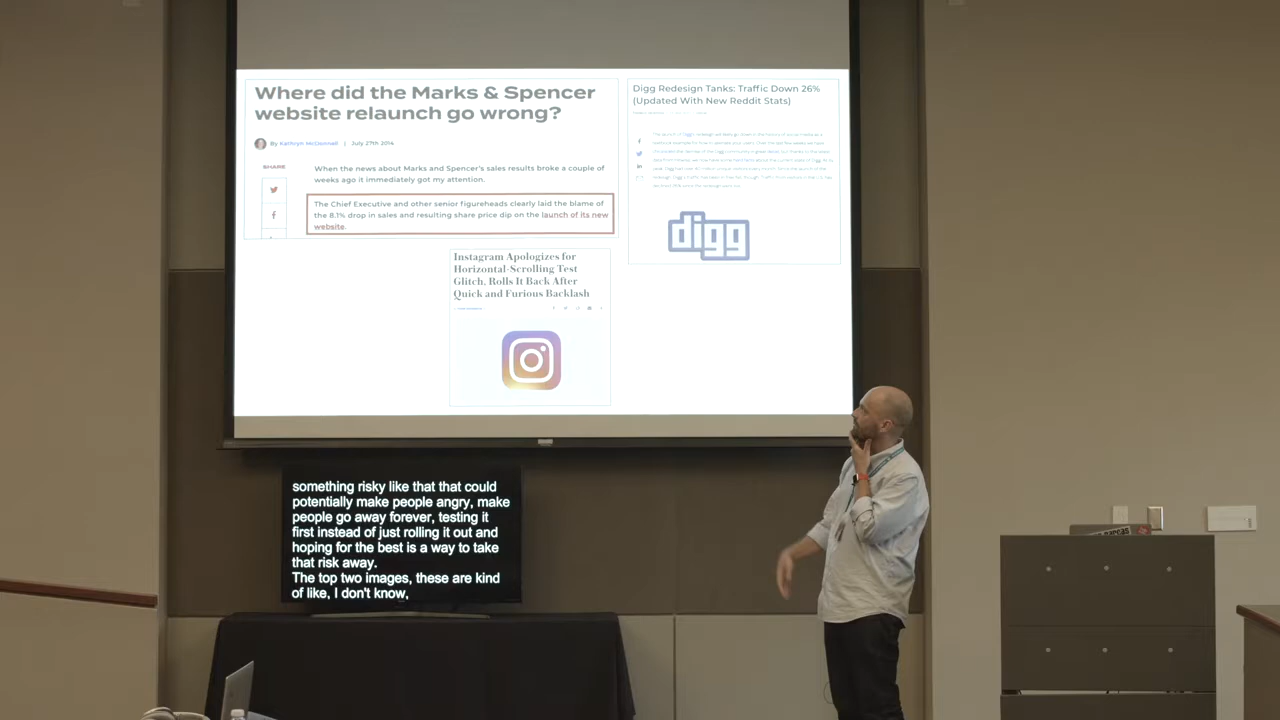 Where did the Marks & Spencer
website relaunch go wrong?
By Kathryn McDonnell | July 27th 2014
SHARE
When the news about Marks and Spencer's sales results broke a couple of
weeks ago it immediately got my attention.
The Chief Executive and other senior figureheads clearly laid the blame of
the 8.1% drop in sales and resulting share price dip on the launch of its new
website.
Digg Redesign Tanks: Traffic Down 26%
(Updated With New Reddit Stats)
digg
Instagram Apologizes for
Horizontal-Scrolling Test
Glitch, Rolls It Back After
Quick and Furious Backlash
something risky like that that could
potentially make people angry, make
people go away forever, testing it
first instead of just rolling it out and
hoping for the best is a way to take
that risk away.
The top two images, these are kind
of like, I don't know,